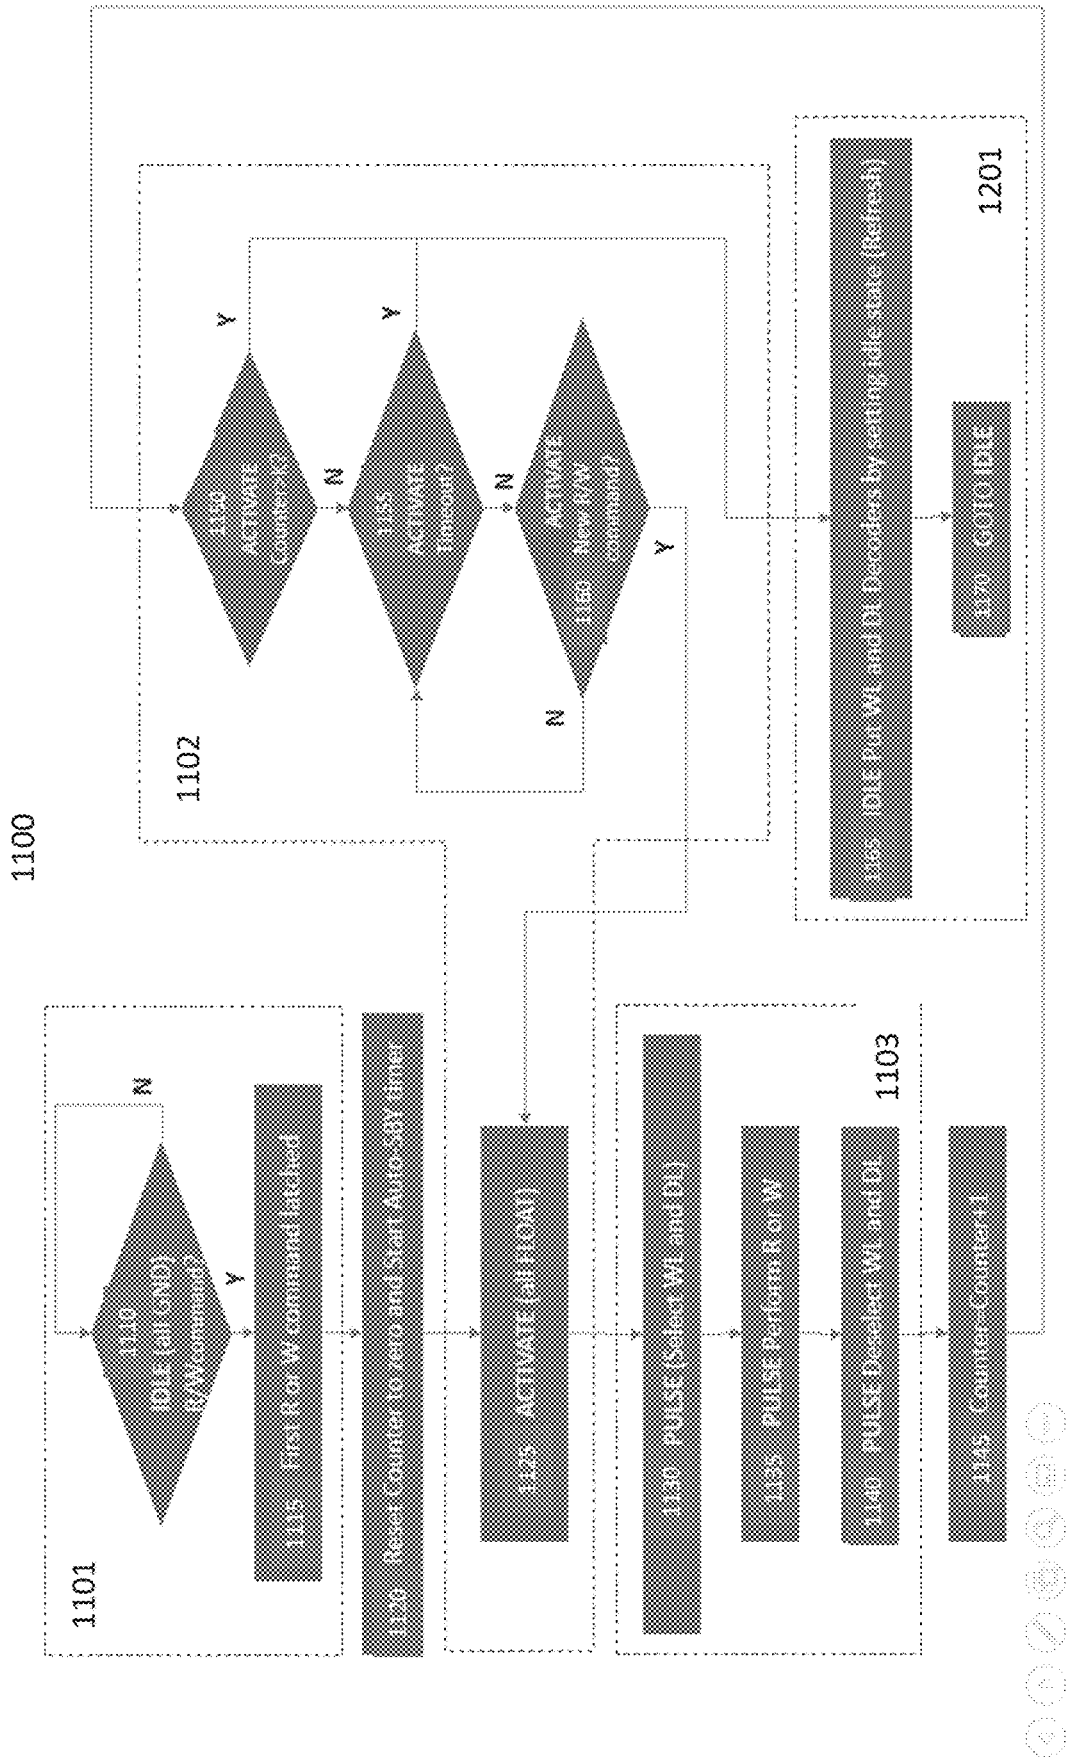 1100
1101
1110
IDLE (all GND)
R/W command?
N
Y
1115 First R or W command latched
1120 Reset Counter to zero and Start Auto-SBY timer
1125 ACTIVATE (all FLOAT)
1130 PULSE (Select WL and DL)
1135 PULSE Perform R or W
1140 PULSE Deselect WL and DL
1103
1145 Counter=Counter+1
1102
1150
ACTIVATE
Counter>K?
Y
N
1155
ACTIVATE
Timeout?
Y
N
ACTIVATE
1160 New R/W
command?
N
Y
1165 IDLE For WL and DL Decoders by setting idle state (Refresh)
1170 GOTO IDLE
1201